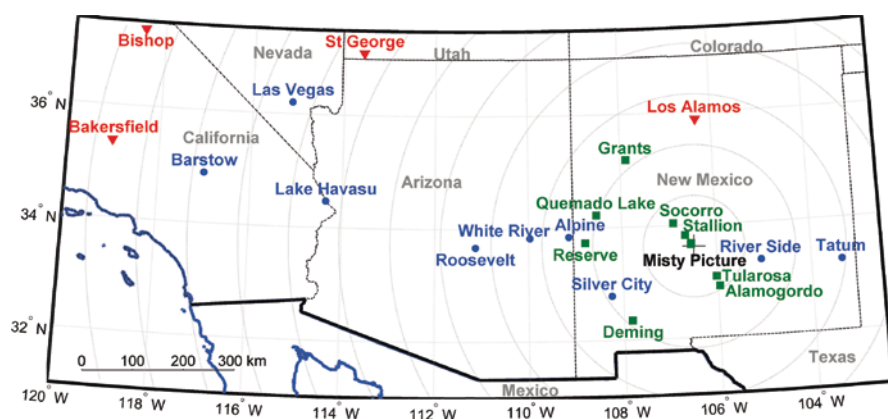 Bishop
St George
Nevada
Utah
Colorado
Las Vegas
36° N
Los Alamos
Bakersfield
California
Barstow
Grants
Lake Havasu
Arizona
New Mexico
Quemado Lake
Socorro
34° N
White River
Alpine
Stallion
Roosevelt
Reserve
Misty Picture
River Side
Tatum
Tularosa
Silver City
Alamogordo
32° N
Deming
0 100 200 300 km
Texas
Mexico
120° W
118° W
116° W
114° W
112° W
110° W
108° W
106° W
104° W